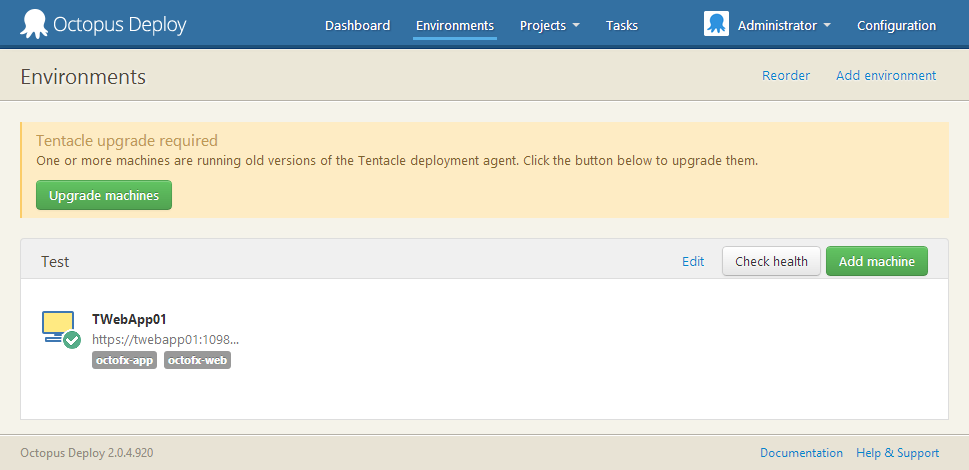 Octopus Deploy
Dashboard Environments Projects Tasks Administrator Configuration
Environments
Reorder Add environment
Tentacle upgrade required
One or more machines are running old versions of the Tentacle deployment agent. Click the button below to upgrade them.
Upgrade machines
Test
Edit Check health Add machine
TWebApp01
https://twebapp01:1098...
octofx-app octofx-web
Octopus Deploy 2.0.4.920
Documentation Help & Support